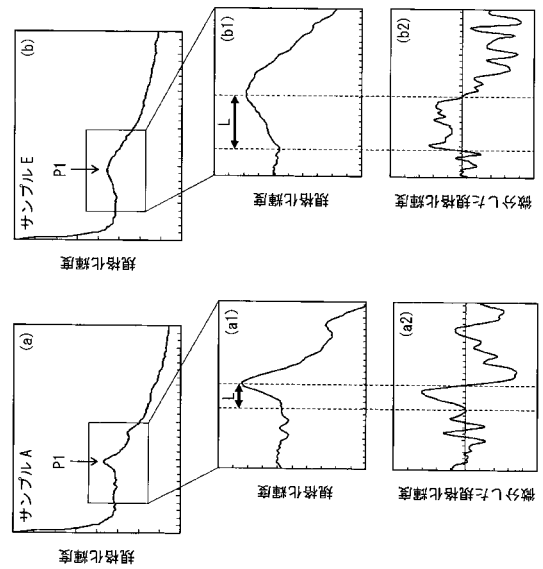 (a)
サンプルA
P1
規格化輝度
(a1)
L
規格化輝度
(a2)
微分した規格化輝度
(b)
サンプルE
P1
規格化輝度
(b1)
L
規格化輝度
(b2)
微分した規格化輝度